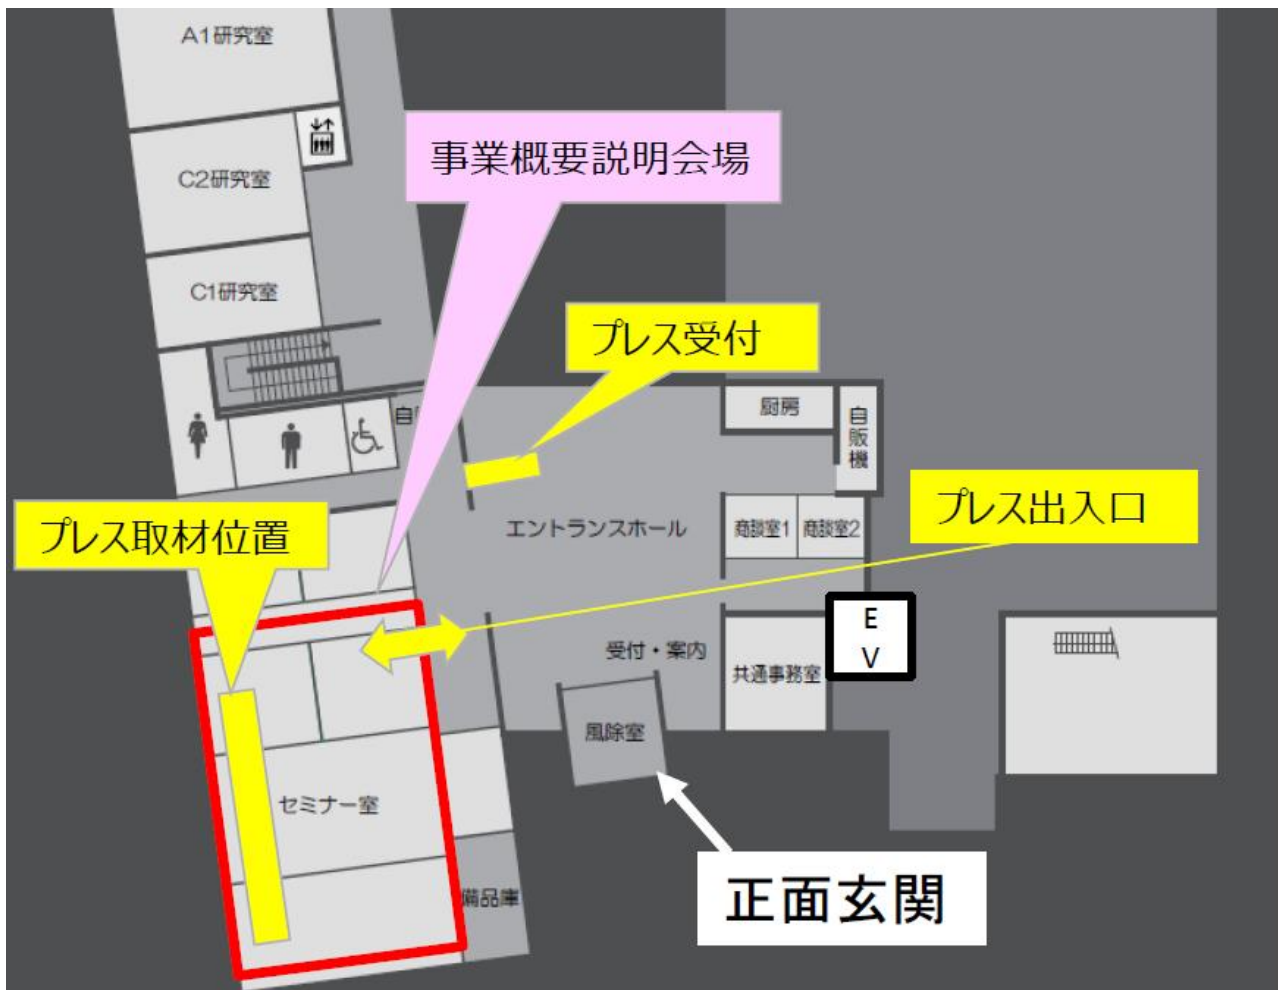 A1研究室
事業概要説明会場
C2研究室
C1研究室
プレス受付
厨房
自販機
自
プレス出入口
プレス取材位置
エントランスホール
商談室1
商談室2
EV
受付・案内
共通事務室
風除室
セミナー室
正面玄関
備品庫